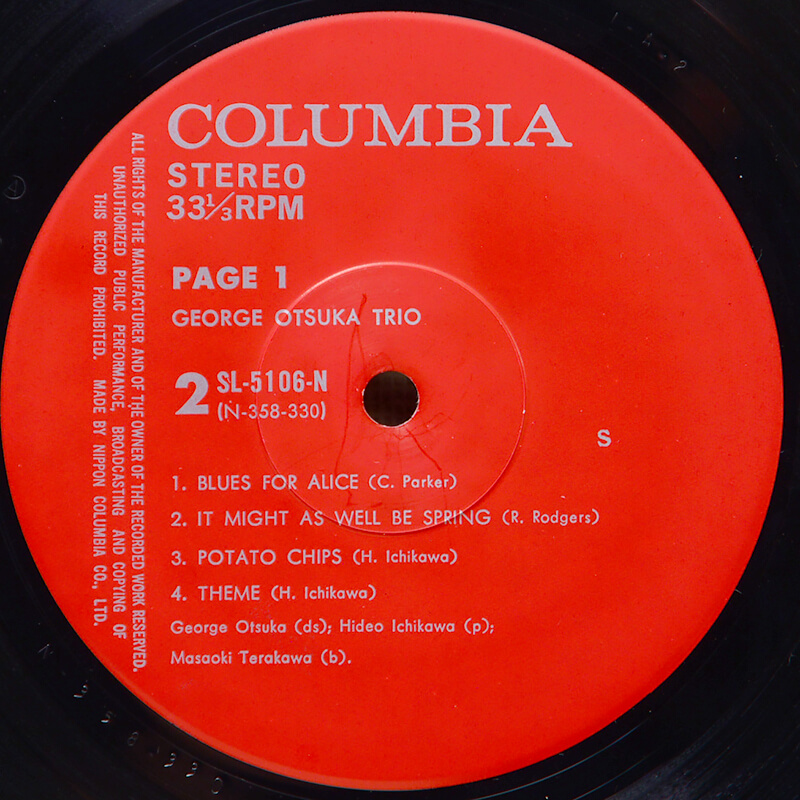 COLUMBIA
STEREO
33⅓RPM
PAGE 1
GEORGE OTSUKA TRIO
2 SL-5106-N
(N-358-330)
S
1. BLUES FOR ALICE (C. Parker)
2. IT MIGHT AS WELL BE SPRING (R. Rodgers)
3. POTATO CHIPS (H. Ichikawa)
4. THEME (H. Ichikawa)
George Otsuka (ds); Hideo Ichikawa (p);
Masaoki Terakawa (b).
ALL RIGHTS OF THE MANUFACTURER AND OF THE OWNER OF THE RECORDED WORK RESERVED.
UNAUTHORIZED PUBLIC PERFORMANCE, BROADCASTING AND COPYING OF
THIS RECORD PROHIBITED. MADE BY NIPPON COLUMBIA CO., LTD.